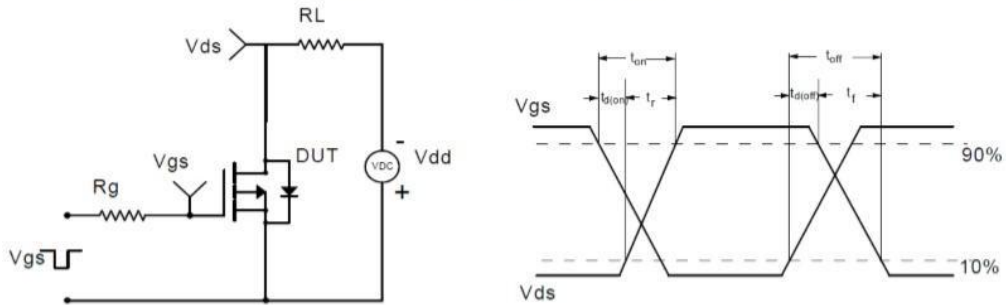 RL
Vds
Vgs
DUT
VDC
-
Vdd
+
Rg
Vgs
ton
toff
td(on)
tr
td(off)
tf
Vgs
90%
10%
Vds